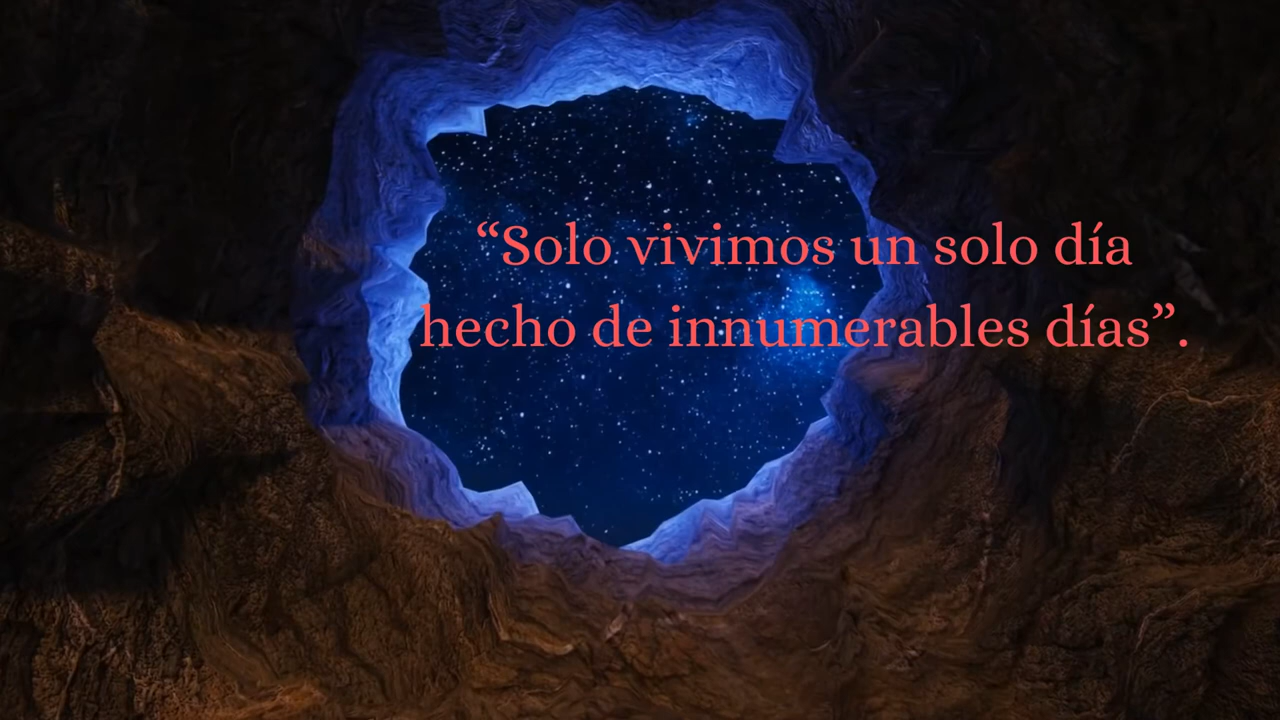 “Solo vivimos un solo día
hecho de innumerables días”.